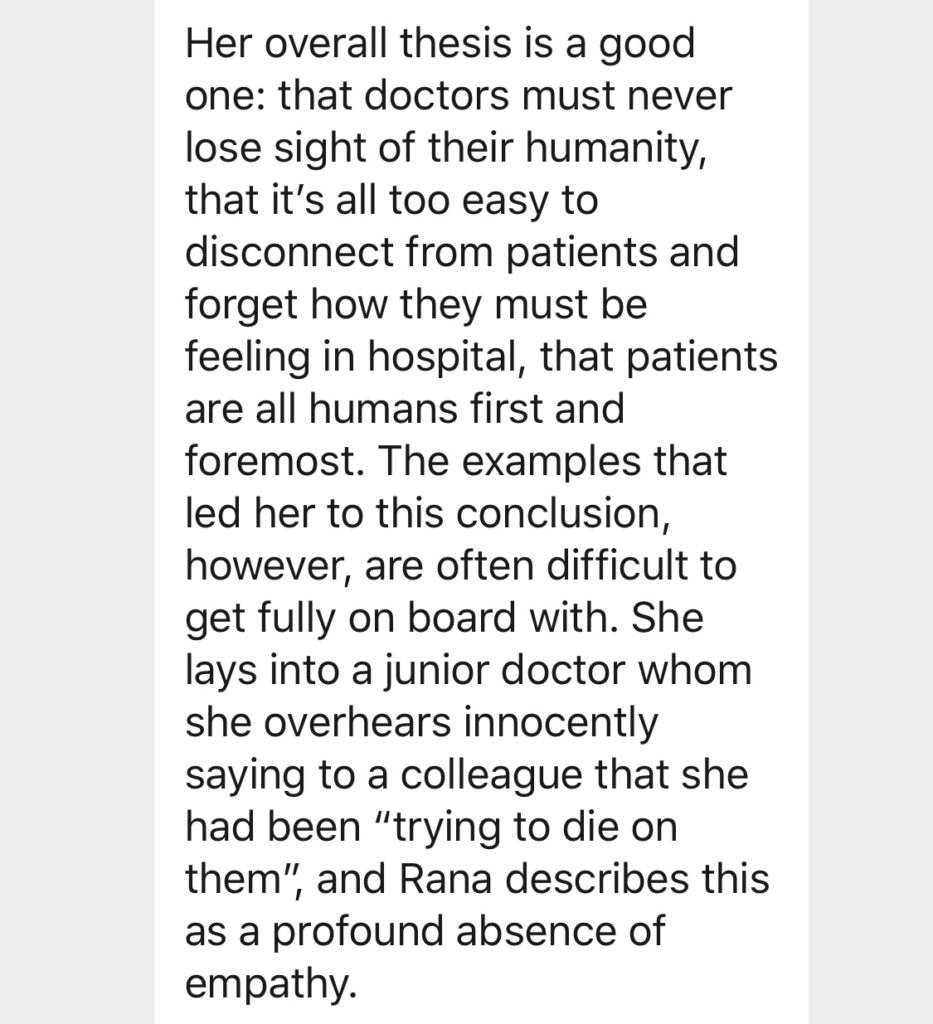 Her overall thesis is a good
one: that doctors must never
lose sight of their humanity,
that it’s all too easy to
disconnect from patients and
forget how they must be
feeling in hospital, that patients
are all humans first and
foremost. The examples that
led her to this conclusion,
however, are often difficult to
get fully on board with. She
lays into a junior doctor whom
she overhears innocently
saying to a colleague that she
had been “trying to die on
them”, and Rana describes this
as a profound absence of
empathy.